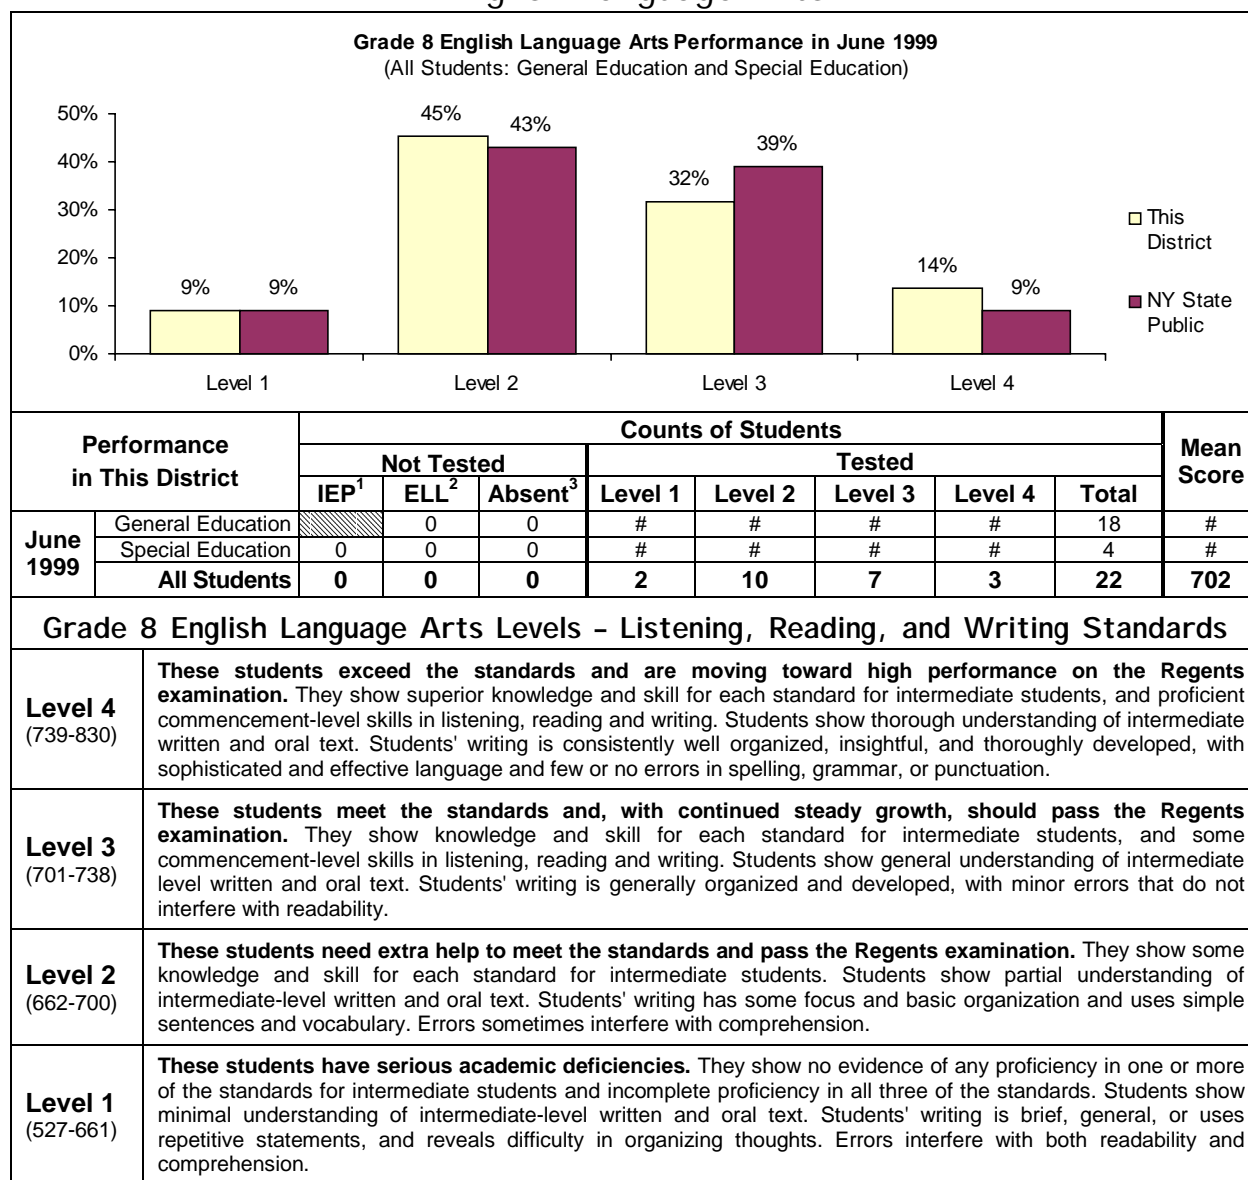 Grade 8 English Language Arts Performance in June 1999
(All Students: General Education and Special Education)
50%
40%
30%
20%
10%
0%
9%
9%
45%
43%
32%
39%
14%
9%
Level 1
Level 2
Level 3
Level 4
This
District
NY State
Public
Performance
in This District
Counts of Students
Mean
Score
Not Tested
Tested
IEP1 ELL2 Absent3 Level 1 Level 2 Level 3 Level 4 Total
June
1999
General Education 0 0 # # # # 18 #
Special Education 0 0 0 # # # # 4 #
All Students 0 0 0 2 10 7 3 22 702
Grade 8 English Language Arts Levels – Listening, Reading, and Writing Standards
Level 4
(739-830)
These students exceed the standards and are moving toward high performance on the Regents
examination. They show superior knowledge and skill for each standard for intermediate students, and proficient
commencement-level skills in listening, reading and writing. Students show thorough understanding of intermediate
written and oral text. Students' writing is consistently well organized, insightful, and thoroughly developed, with
sophisticated and effective language and few or no errors in spelling, grammar, or punctuation.
Level 3
(701-738)
These students meet the standards and, with continued steady growth, should pass the Regents
examination. They show knowledge and skill for each standard for intermediate students, and some
commencement-level skills in listening, reading and writing. Students show general understanding of intermediate
level written and oral text. Students' writing is generally organized and developed, with minor errors that do not
interfere with readability.
Level 2
(662-700)
These students need extra help to meet the standards and pass the Regents examination. They show some
knowledge and skill for each standard for intermediate students. Students show partial understanding of
intermediate-level written and oral text. Students' writing has some focus and basic organization and uses simple
sentences and vocabulary. Errors sometimes interfere with comprehension.
Level 1
(527-661)
These students have serious academic deficiencies. They show no evidence of any proficiency in one or more
of the standards for intermediate students and incomplete proficiency in all three of the standards. Students show
minimal understanding of intermediate-level written and oral text. Students' writing is brief, general, or uses
repetitive statements, and reveals difficulty in organizing thoughts. Errors interfere with both readability and
comprehension.